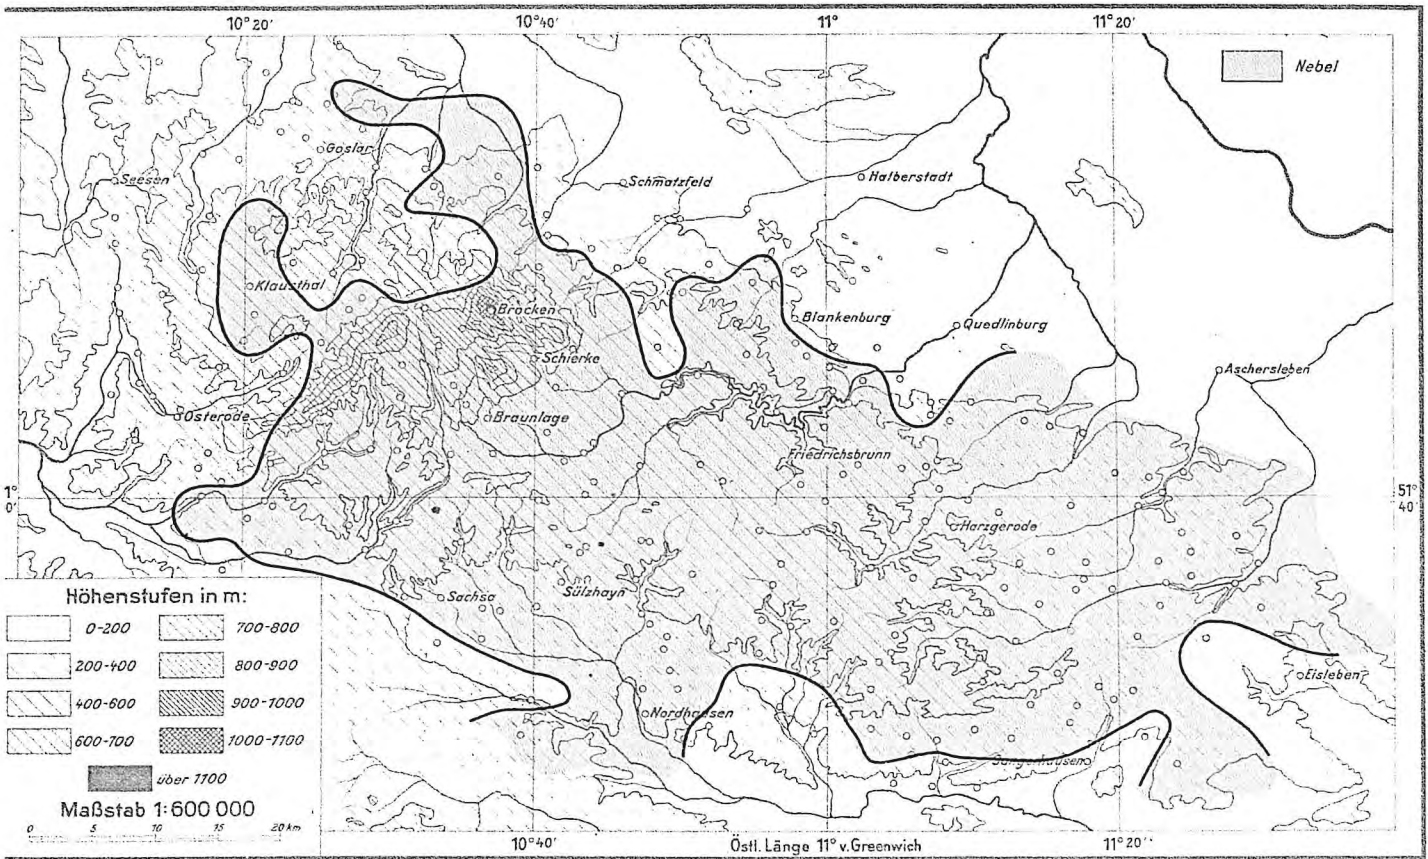 10°20'
10°40'
11°
11°20'
Nebel
Goslar
Seesen
Schmatzfeld
Halberstadt
Klausthal
Brocken
Blankenburg
Quedlinburg
Schierke
Aschersleben
Osterode
Braunlage
Friedrichsbrunn
1°
0'
51°
40'
Harzgerode
Höhenstufen in m:
0-200
700-800
200-400
800-900
400-600
900-1000
600-700
1000-1100
über 1100
Maßstab 1:600 000
0 5 10 15 20 km
Sachsa
Sülzhayn
Nordhausen
Eisleben
Sangerhausen
10°40'
Östl. Länge 11° v. Greenwich
11°20'